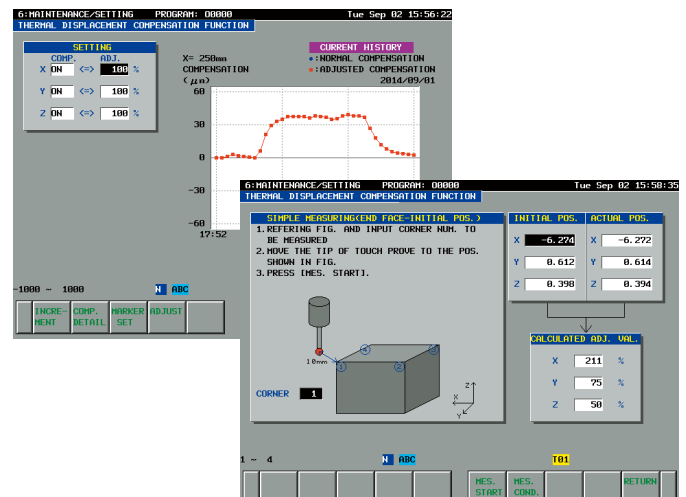 6:MAINTENANCE/SETTING PROGRAM: O0000 Tue Sep 02 15:56:22
THERMAL DISPLACEMENT COMPENSATION FUNCTION
SETTING
COMP. ADJ.
X ON <=> 100 %
Y ON <=> 100 %
Z ON <=> 100 %
CURRENT HISTORY
X= 250mm •:NORMAL COMPENSATION
COMPENSATION •:ADJUSTED COMPENSATION
(μm) 2014/09/01
60
30
0
-30
-60
17:52
-1000 ~ 1000 N ABC
INCRE- COMP. MARKER ADJUST
MENT DETAIL SET
6:MAINTENANCE/SETTING PROGRAM: O0000 Tue Sep 02 15:58:35
THERMAL DISPLACEMENT COMPENSATION FUNCTION
SIMPLE MEASURING(END FACE-INITIAL POS.)
1.REFERING FIG. AND INPUT CORNER NUM. TO
BE MEASURED
2.MOVE THE TIP OF TOUCH PROVE TO THE POS.
SHOWN IN FIG.
3.PRESS [MES. START].
10mm
1 2 3 4
CORNER 1
Z
X
Y
INITIAL POS. ACTUAL POS.
X -6.274 X -6.272
Y 0.612 Y 0.614
Z 0.398 Z 0.394
CALCULATED ADJ. VAL.
X 211 %
Y 75 %
Z 50 %
1 ~ 4 N ABC T01
MES. MES. RETURN
START COND.